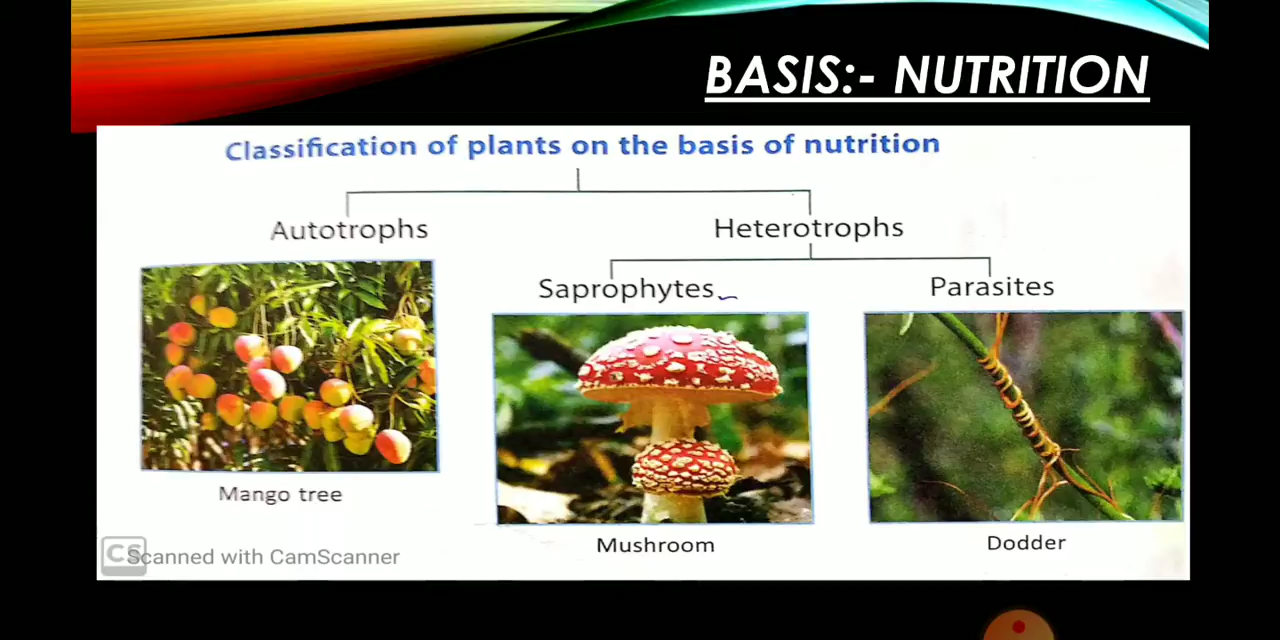 BASIS:- NUTRITION
Classification of plants on the basis of nutrition
Autotrophs
Heterotrophs
Saprophytes
Parasites
Mango tree
Mushroom
Dodder
CS Scanned with CamScanner